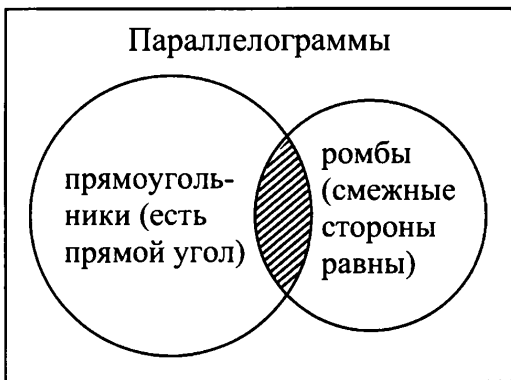 Параллелограммы
прямоуголь-
ники (есть
прямой угол)
ромбы
(смежные
стороны
равны)